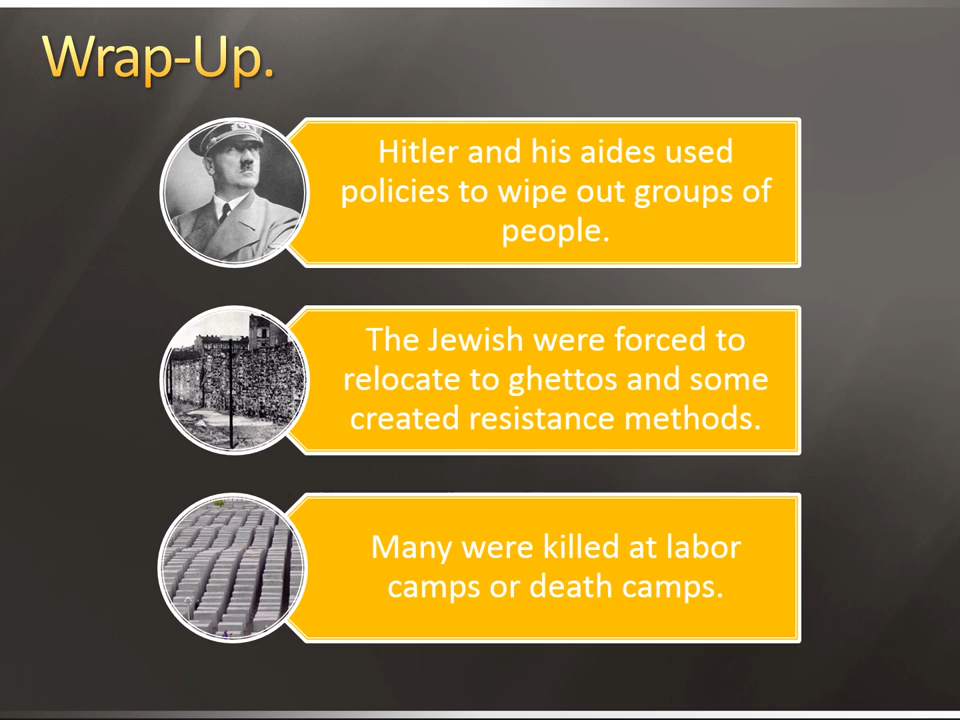 Wrap-Up.
Hitler and his aides used
policies to wipe out groups of
people.
The Jewish were forced to
relocate to ghettos and some
created resistance methods.
Many were killed at labor
camps or death camps.